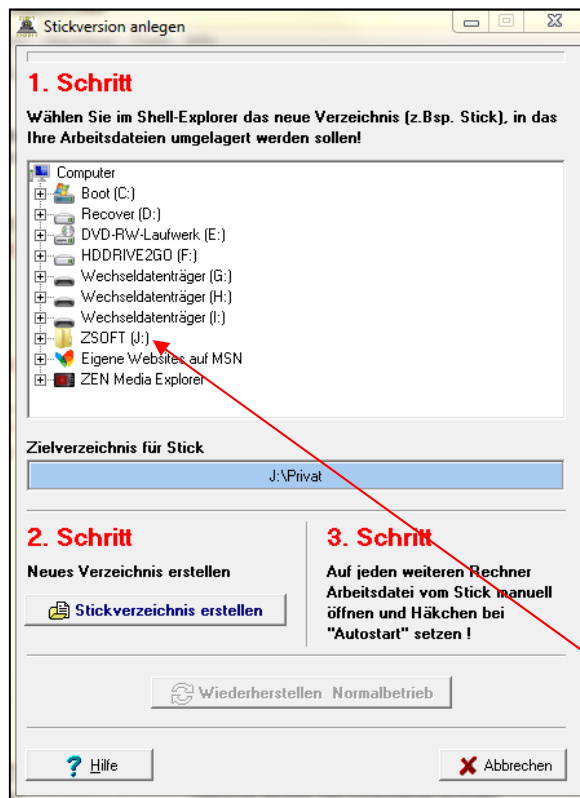 Stickversion anlegen
1. Schritt
Wählen Sie im Shell-Explorer das neue Verzeichnis (z.Bsp. Stick), in das
Ihre Arbeitsdateien umgelagert werden sollen!
Computer
Boot (C:)
Recover (D:)
DVD-RW-Laufwerk (E:)
HDDRIVE2GO (F:)
Wechseldatenträger (G:)
Wechseldatenträger (H:)
Wechseldatenträger (I:)
ZSOFT (J:)
Eigene Websites auf MSN
ZEN Media Explorer
Zielverzeichnis für Stick
J:\Privat
2. Schritt
Neues Verzeichnis erstellen
Stickverzeichnis erstellen
3. Schritt
Auf jeden weiteren Rechner
Arbeitsdatei vom Stick manuell
öffnen und Häkchen bei
"Autostart" setzen !
Wiederherstellen Normalbetrieb
Hilfe
Abbrechen